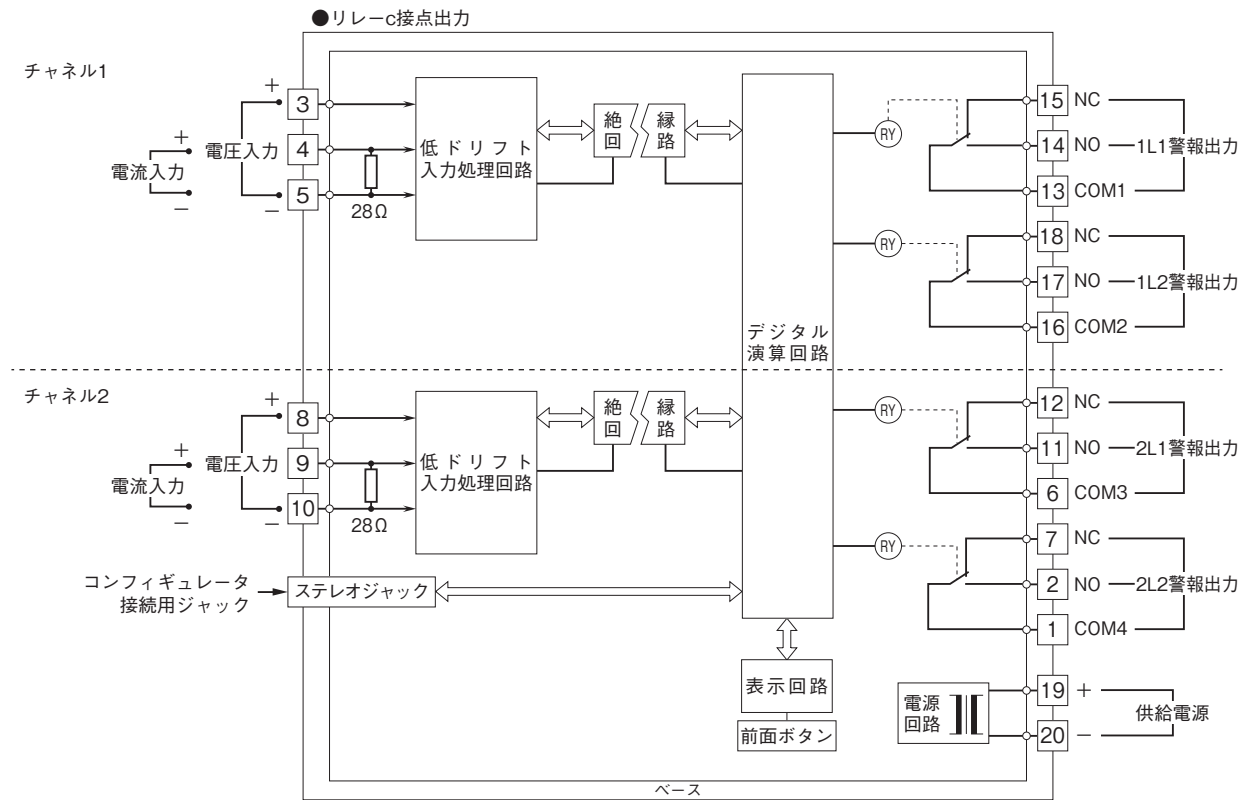 ●リレーc接点出力
チャネル1
電流入力
+
−
電圧入力
+
−
3
4
5
28Ω
低ドリフト
入力処理回路
絶縁
回路
デジタル
演算回路
RY
15 NC
14 NO
13 COM1
1L1警報出力
RY
18 NC
17 NO
16 COM2
1L2警報出力
チャネル2
電流入力
+
−
電圧入力
+
−
8
9
10
28Ω
低ドリフト
入力処理回路
絶縁
回路
RY
12 NC
11 NO
6 COM3
2L1警報出力
RY
7 NC
2 NO
1 COM4
2L2警報出力
コンフィギュレータ
接続用ジャック
ステレオジャック
表示回路
前面ボタン
電源
回路
19 +
20 −
供給電源
ベース